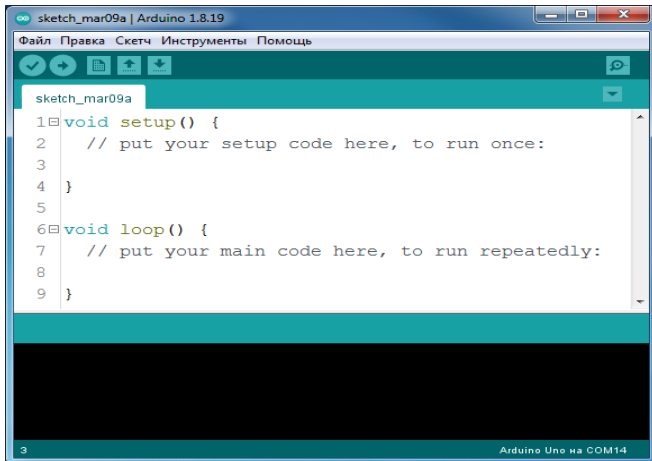 sketch_mar09a | Arduino 1.8.19
Файл Правка Скетч Инструменты Помощь
sketch_mar09a
1 void setup() {
2 // put your setup code here, to run once:
3
4 }
5
6 void loop() {
7 // put your main code here, to run repeatedly:
8
9 }
3 Arduino Uno на COM14